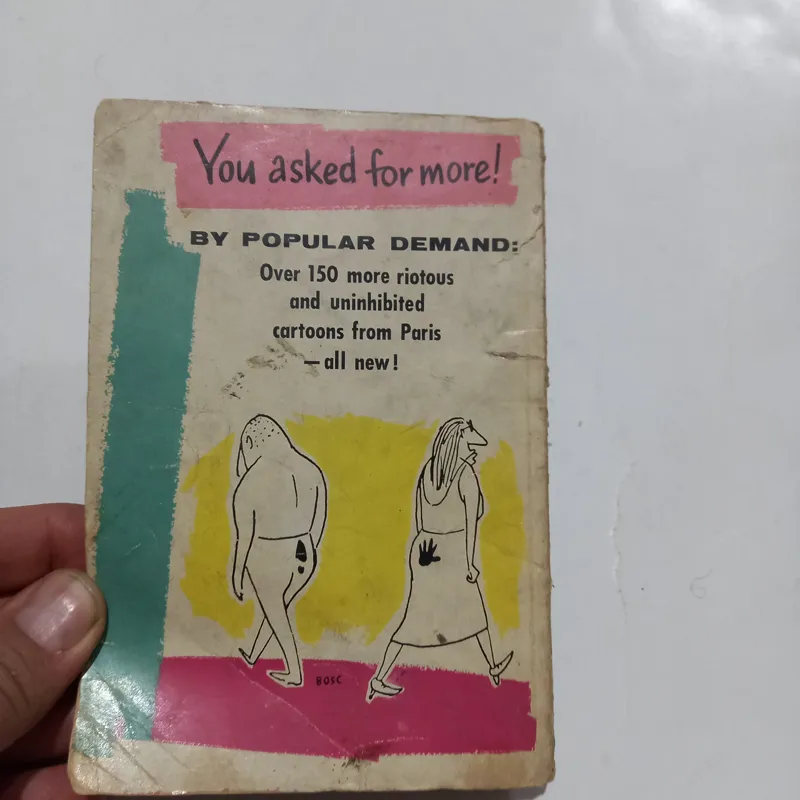 You asked for more!
BY POPULAR DEMAND:
Over 150 more riotous
and uninhibited
cartoons from Paris
—all new!
BOSC